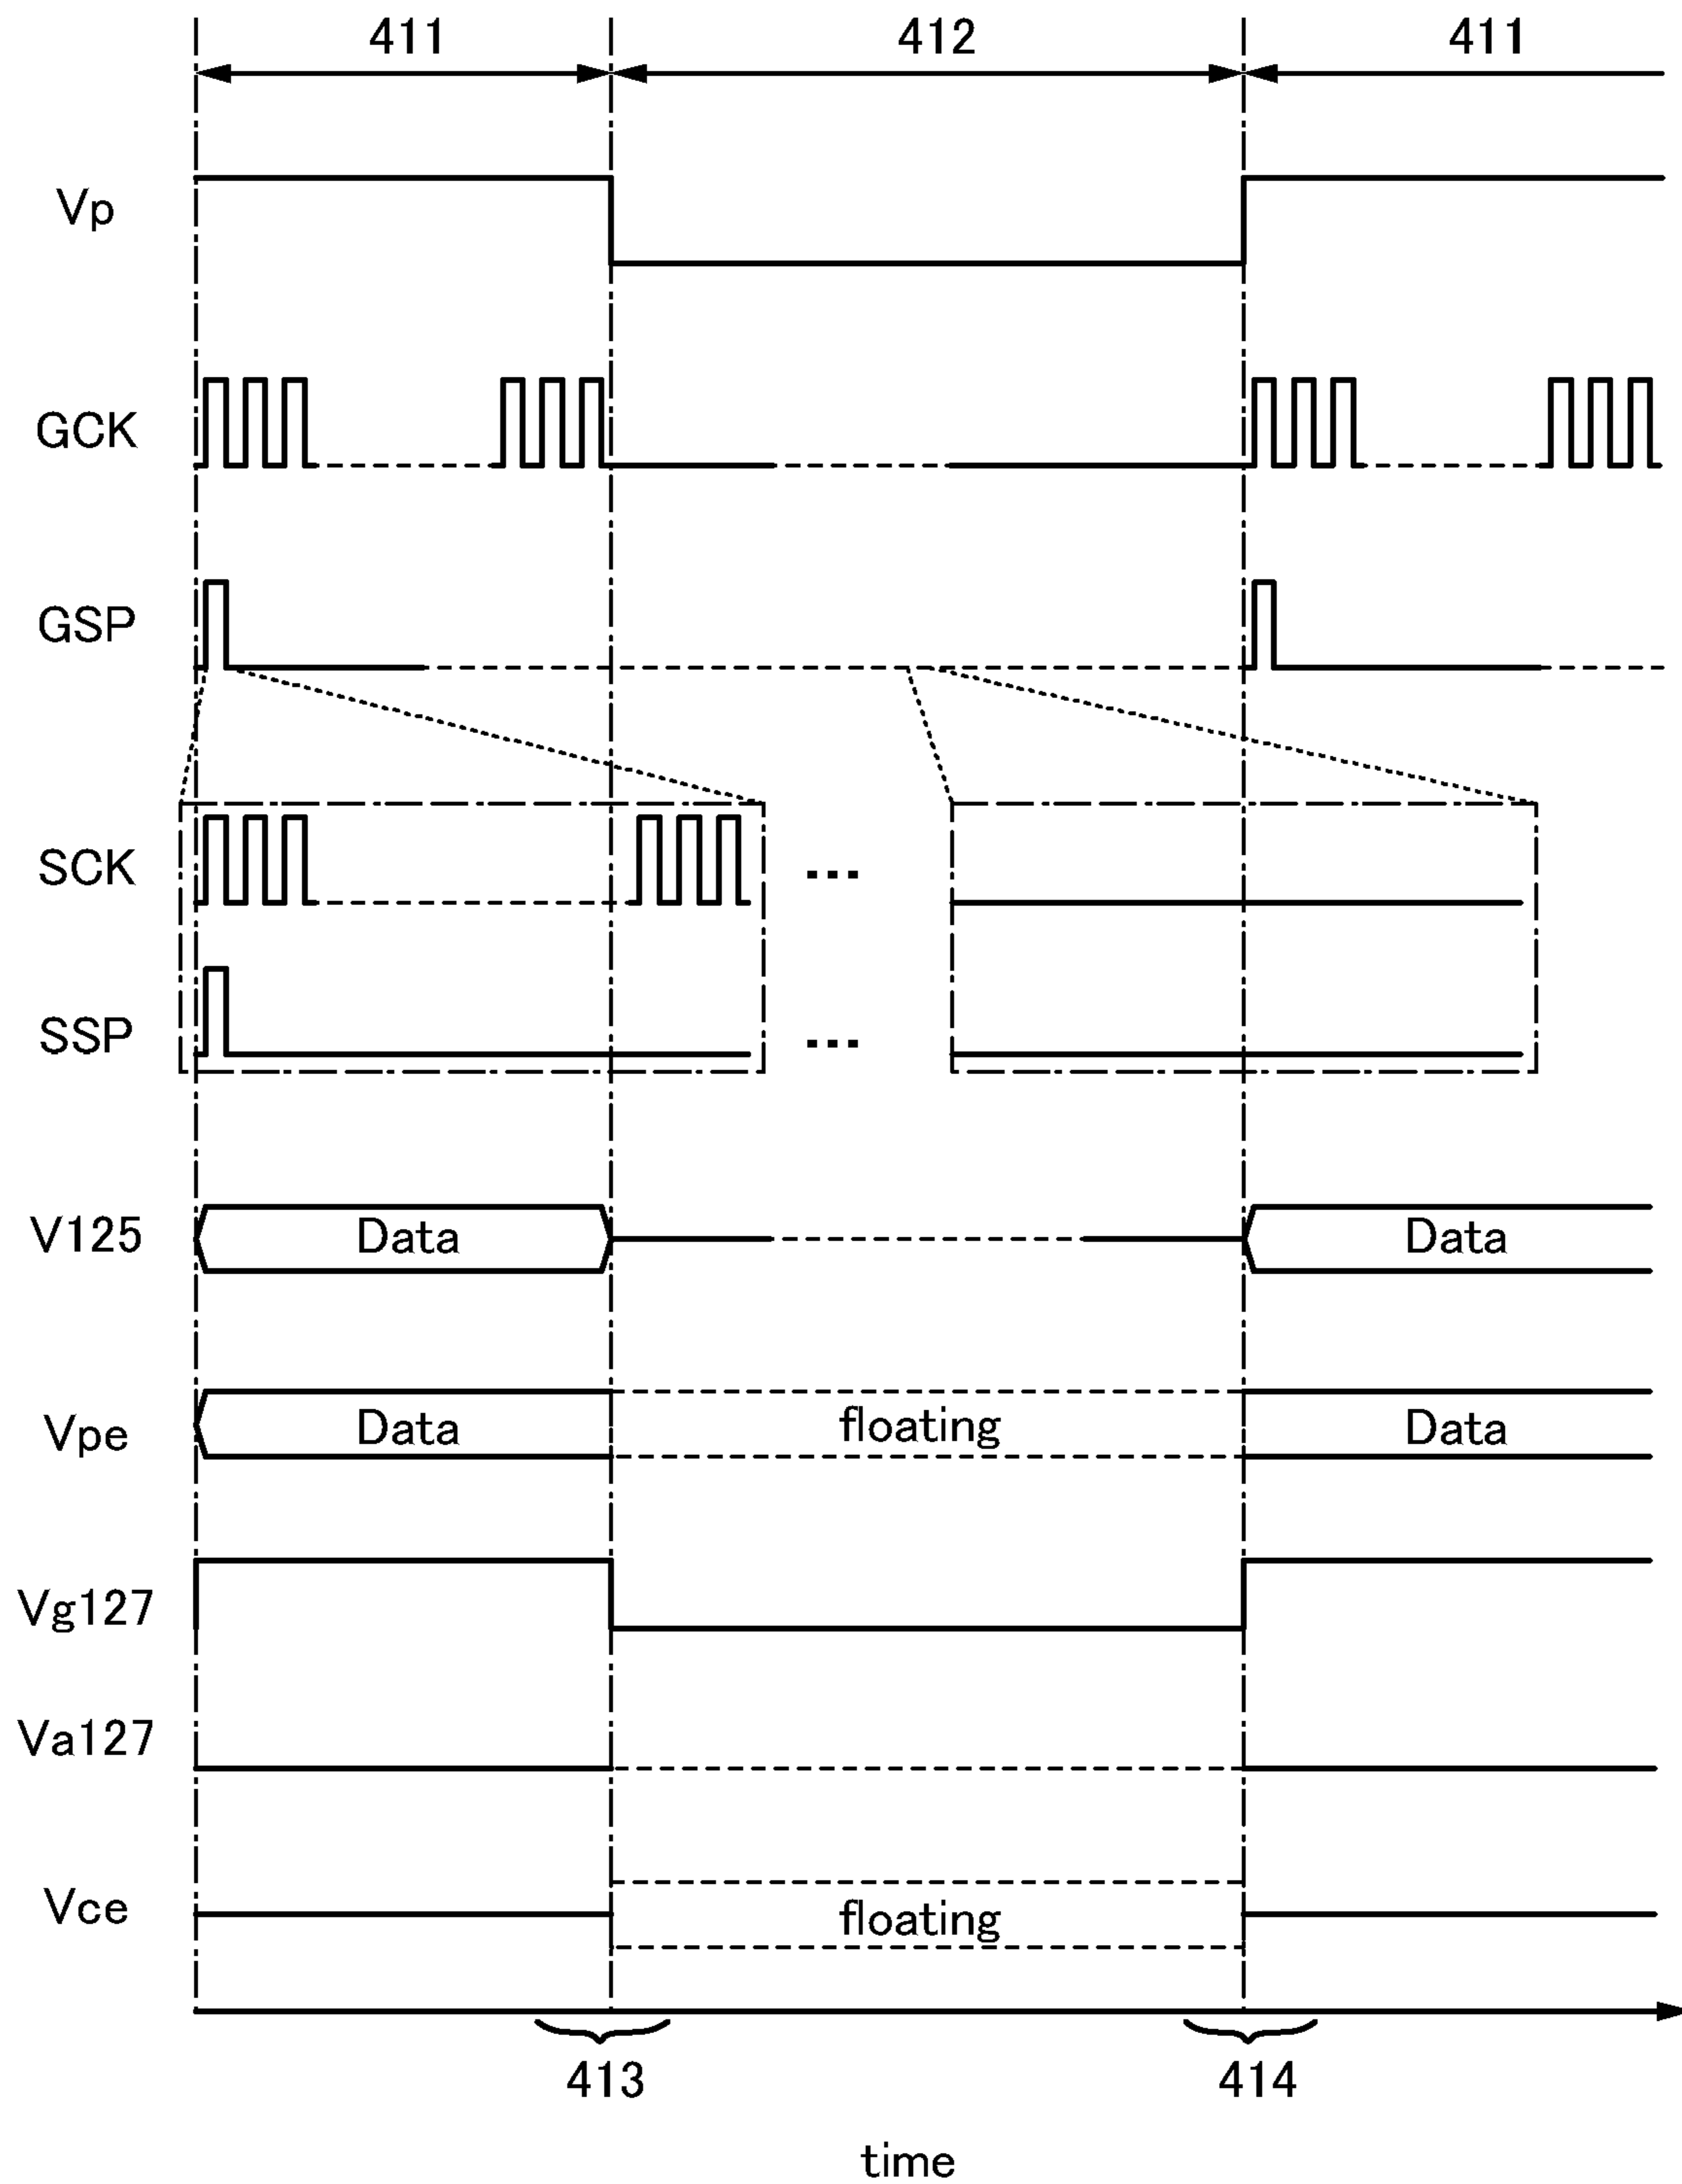 411 412 411
Vp
GCK
GSP
SCK ...
SSP ...
V125 Data Data
Vpe Data floating Data
Vg127
Va127
Vce floating
413 414
time